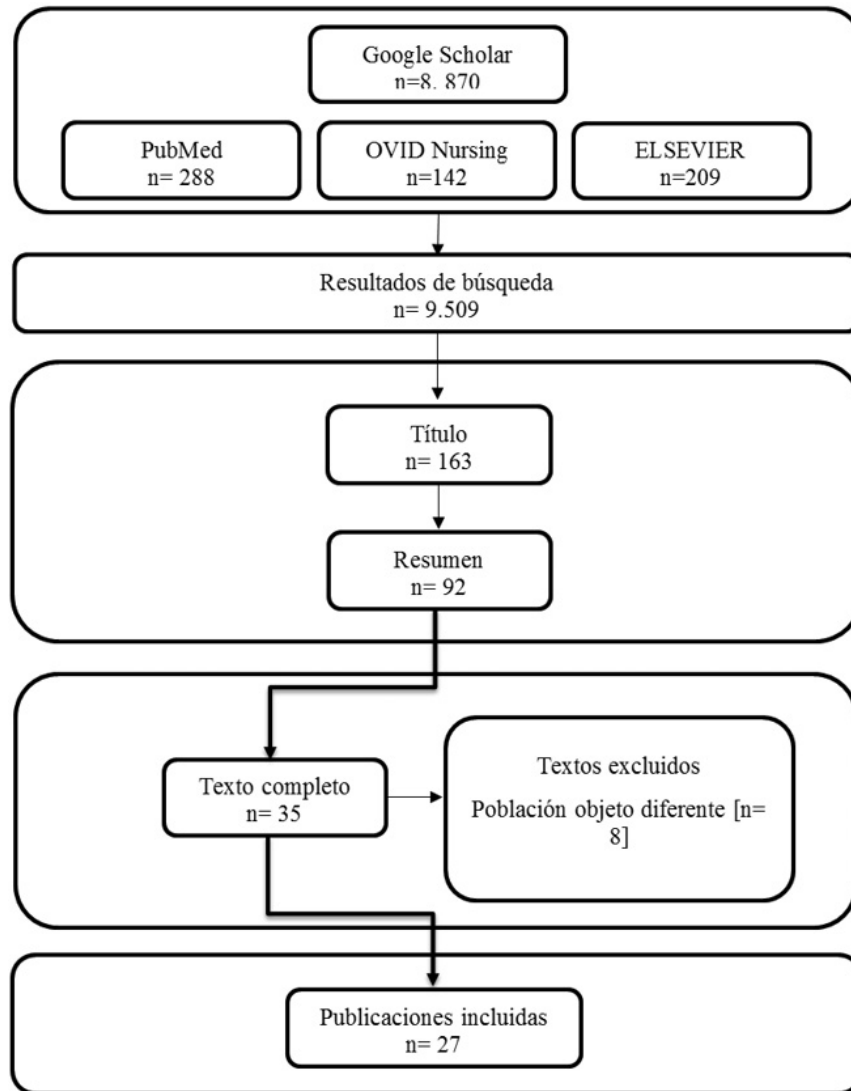 Google Scholar
n=8. 870
PubMed
n= 288
OVID Nursing
n=142
ELSEVIER
n=209
Resultados de búsqueda
n= 9.509
Título
n= 163
Resumen
n= 92
Texto completo
n= 35
Textos excluidos
Población objeto diferente [n=
8]
Publicaciones incluidas
n= 27